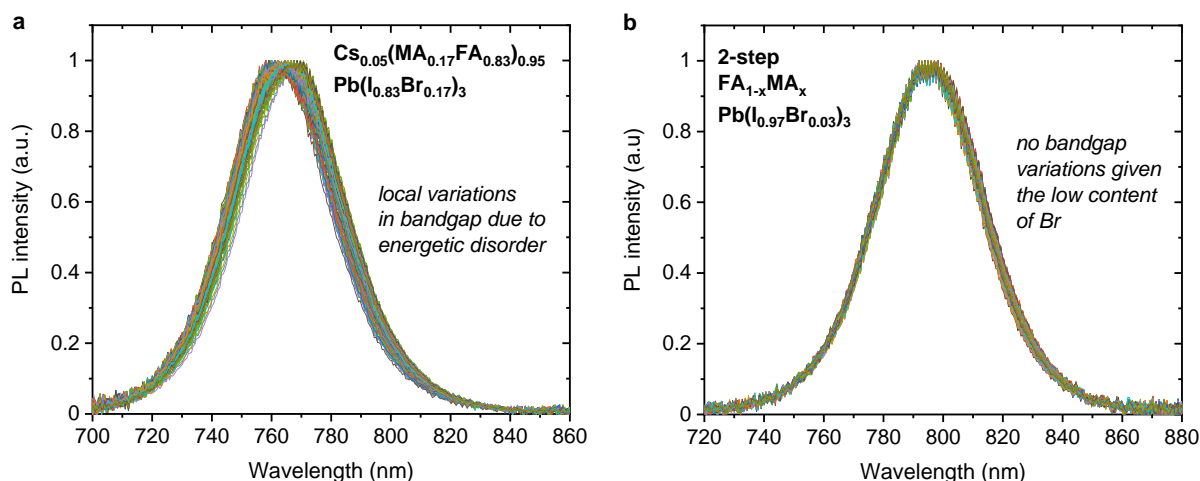 a
Cs0.05(MA0.17FA0.83)0.95
Pb(I0.83Br0.17)3
local variations
in bandgap due to
energetic disorder
PL intensity (a.u.)
1
0.8
0.6
0.4
0.2
0
700 720 740 760 780 800 820 840 860
Wavelength (nm)
b
2-step
FA1-xMAx
Pb(I0.97Br0.03)3
no bandgap
variations given
the low content
of Br
PL intensity (a.u)
1
0.8
0.6
0.4
0.2
0
720 740 760 780 800 820 840 860 880
Wavelength (nm)